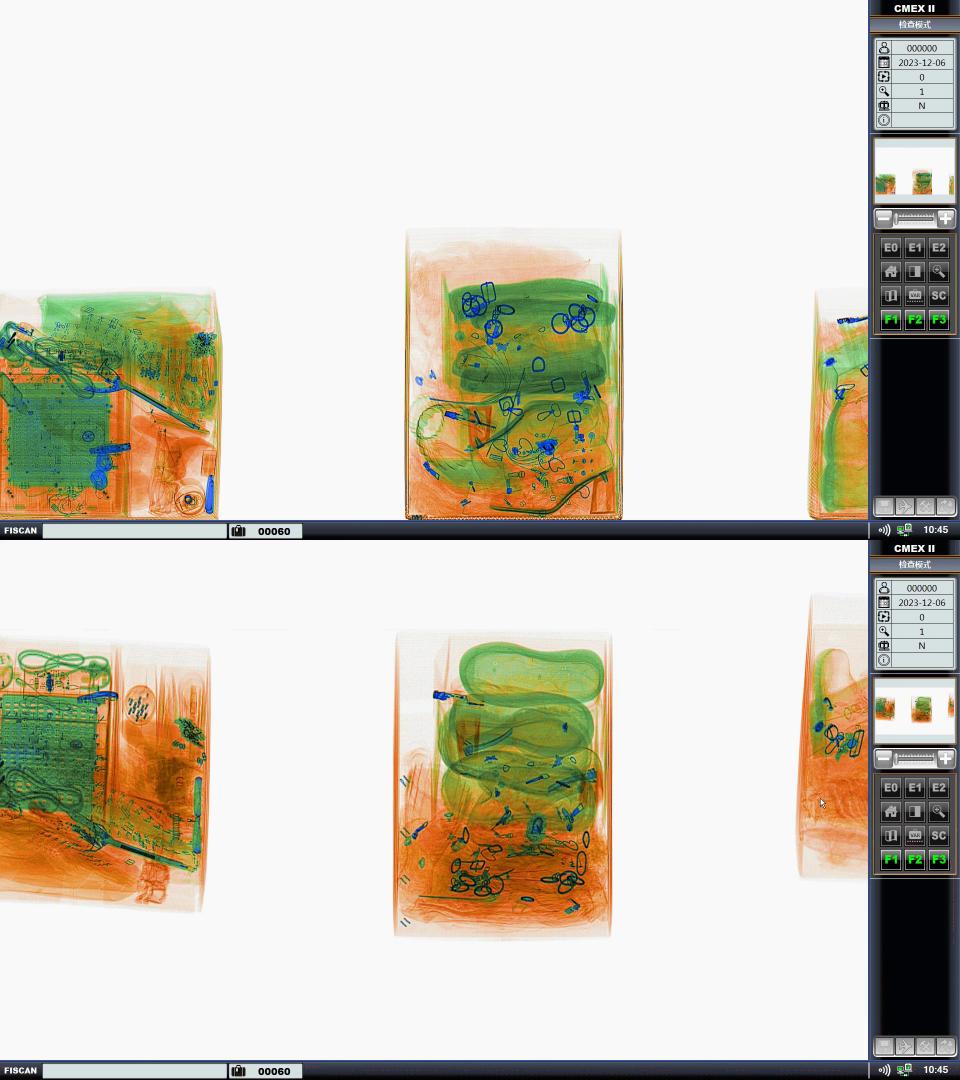 CMEX II
检查模式
000000
2023-12-06
0
1
N
E0 E1 E2
VAR SC
F1 F2 F3
FISCAN 00060 10:45
CMEX II
检查模式
000000
2023-12-06
0
1
N
E0 E1 E2
VAR SC
F1 F2 F3
FISCAN 00060 10:45